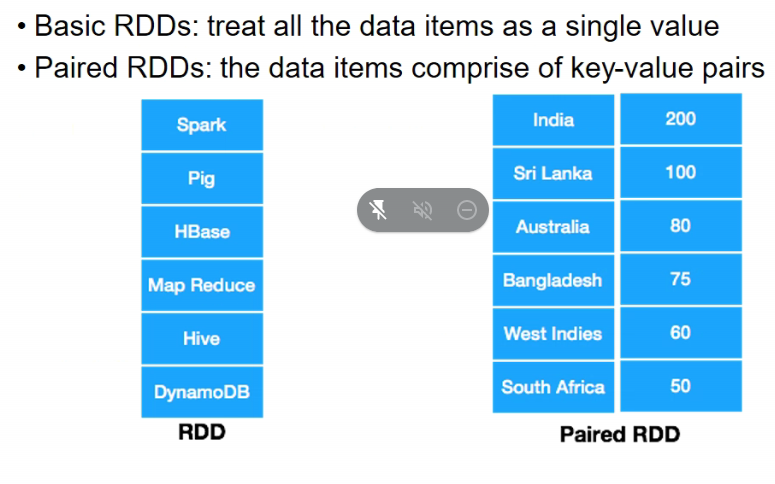 • Basic RDDs: treat all the data items as a single value
• Paired RDDs: the data items comprise of key-value pairs
Spark
Pig
HBase
Map Reduce
Hive
DynamoDB
RDD
India 200
Sri Lanka 100
Australia 80
Bangladesh 75
West Indies 60
South Africa 50
Paired RDD